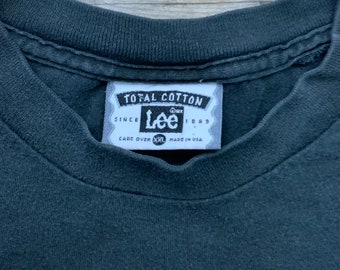 TOTAL COTTON
Lee
SINCE 1889
CARE OVER XXL MADE IN USA